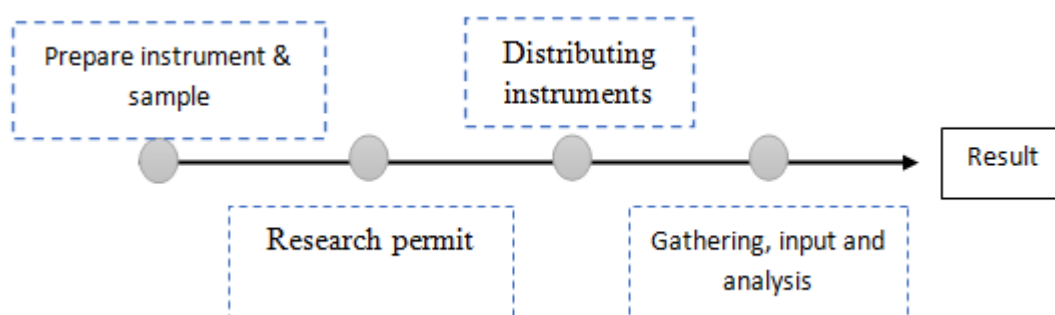 Prepare instrument &
sample
Research permit
Distributing
instruments
Gathering, input and
analysis
Result